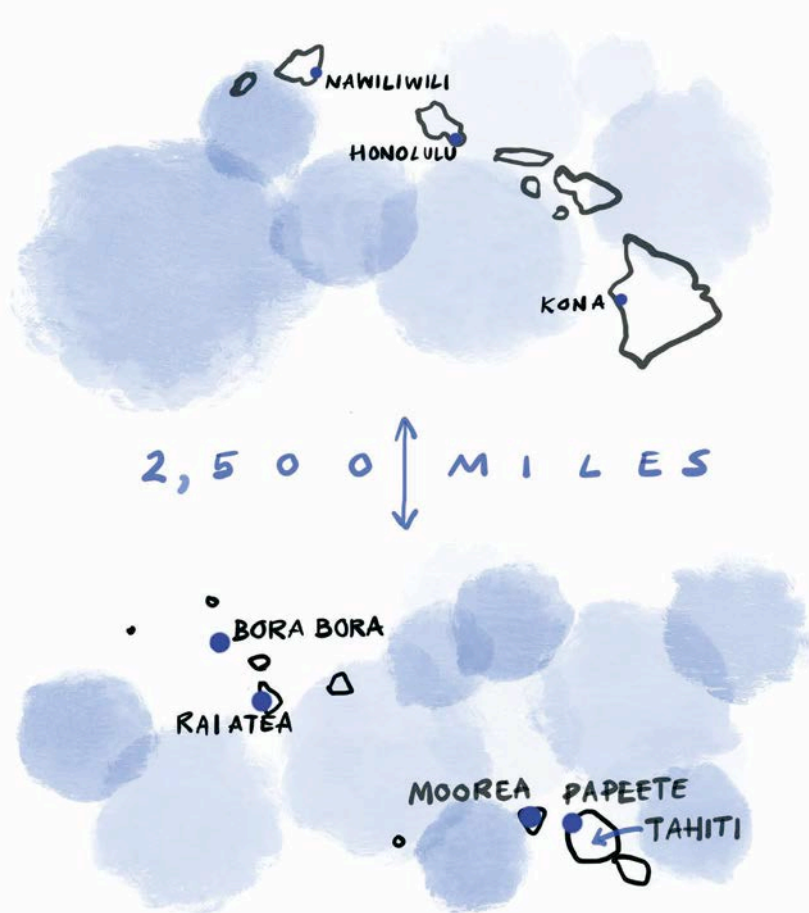 NAWILIWILI
HONOLULU
KONA
2,500 MILES
BORA BORA
RAIATEA
MOOREA
PAPEETE
TAHITI